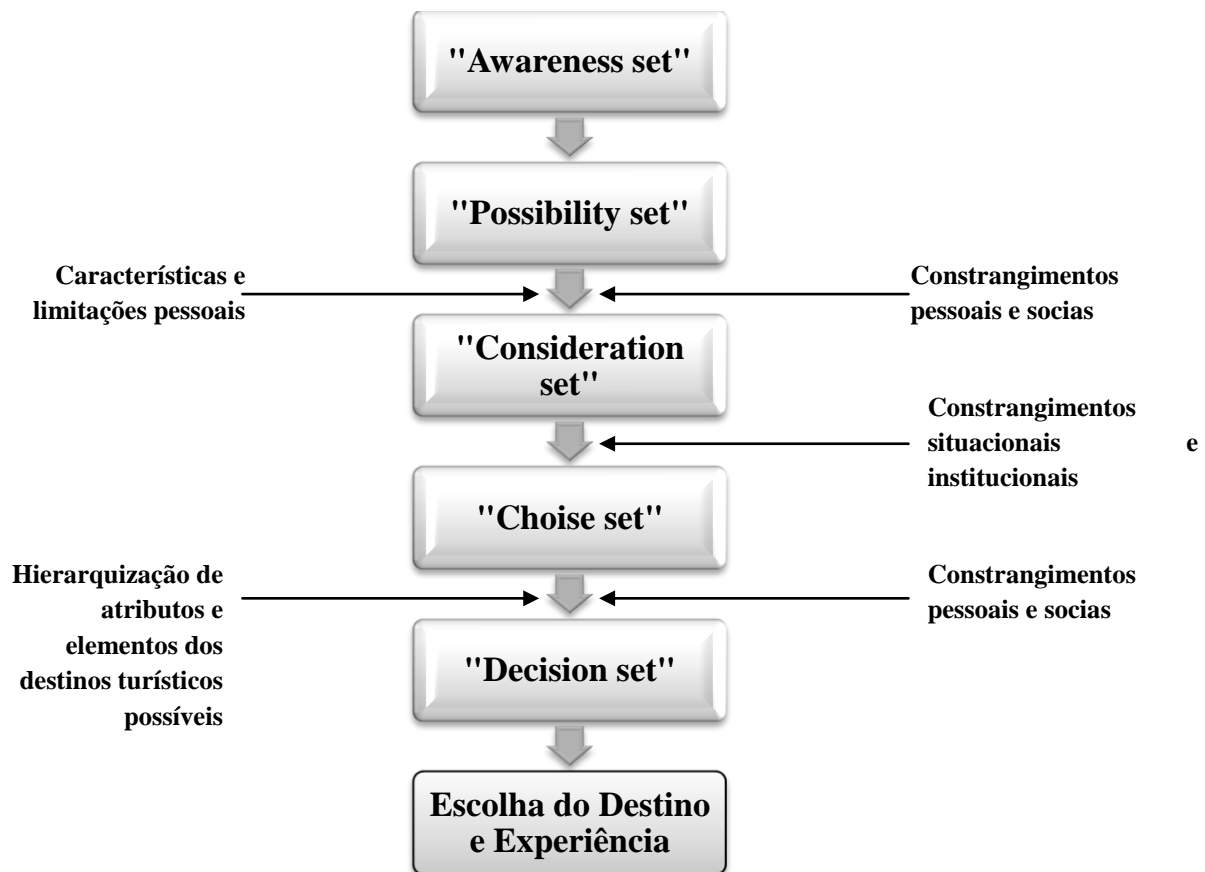 "Awareness set"
"Possibility set"
Características e
limitações pessoais
Constrangimentos
pessoais e socias
"Consideration
set"
Constrangimentos
situacionais e
institucionais
"Choise set"
Hierarquização de
atributos e
elementos dos
destinos turísticos
possíveis
Constrangimentos
pessoais e socias
"Decision set"
Escolha do Destino
e Experiência